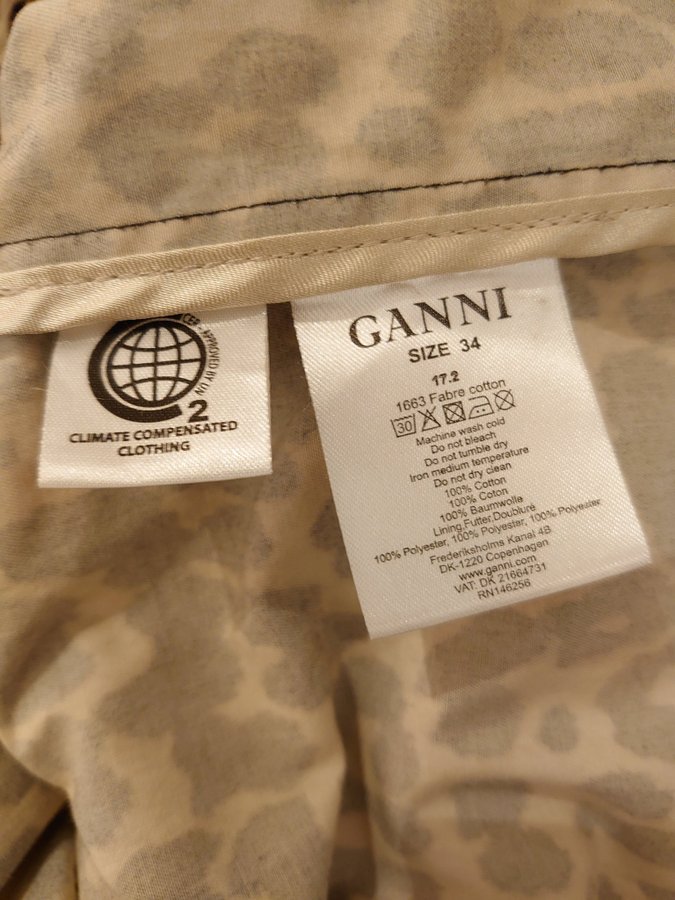 CER - APPROVED BY UN
2
CLIMATE COMPENSATED
CLOTHING
GANNI
SIZE 34
17.2
1663 Fabre cotton
30
Machine wash cold
Do not bleach
Do not tumble dry
Iron medium temperature
Do not dry clean
100% Cotton
100% Coton
100% Baumwolle
Lining,Futter,Doublure
100% Polyester, 100% Polyester, 100% Polyester
Frederiksholms Kanal 4B
DK-1220 Copenhagen
www.ganni.com
VAT: DK 21664731
RN146256